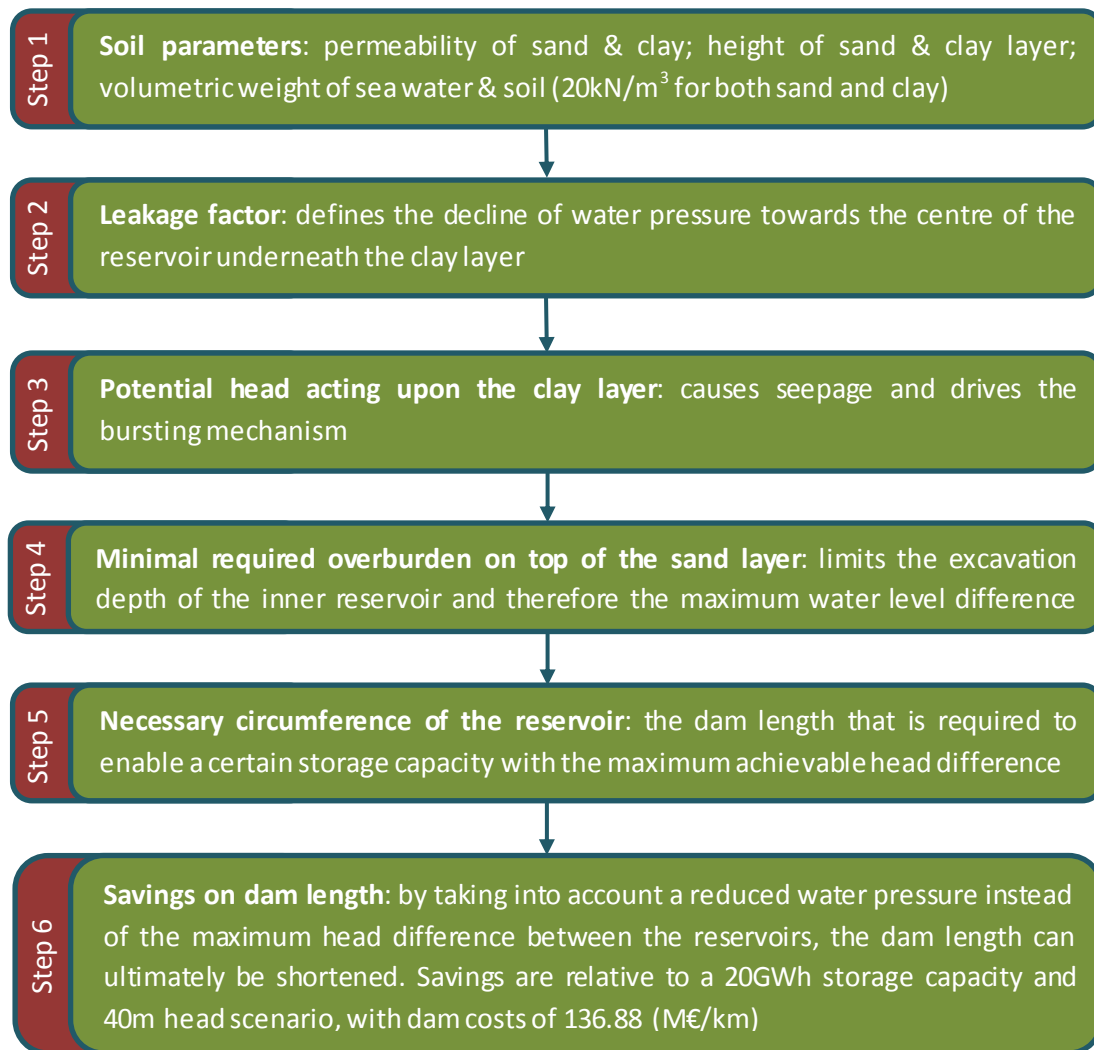 Step 1
Soil parameters: permeability of sand & clay; height of sand & clay layer;
volumetric weight of sea water & soil (20kN/m³ for both sand and clay)
Step 2
Leakage factor: defines the decline of water pressure towards the centre of the
reservoir underneath the clay layer
Step 3
Potential head acting upon the clay layer: causes seepage and drives the
bursting mechanism
Step 4
Minimal required overburden on top of the sand layer: limits the excavation
depth of the inner reservoir and therefore the maximum water level difference
Step 5
Necessary circumference of the reservoir: the dam length that is required to
enable a certain storage capacity with the maximum achievable head difference
Step 6
Savings on dam length: by taking into account a reduced water pressure instead
of the maximum head difference between the reservoirs, the dam length can
ultimately be shortened. Savings are relative to a 20GWh storage capacity and
40m head scenario, with dam costs of 136.88 (M€/km)